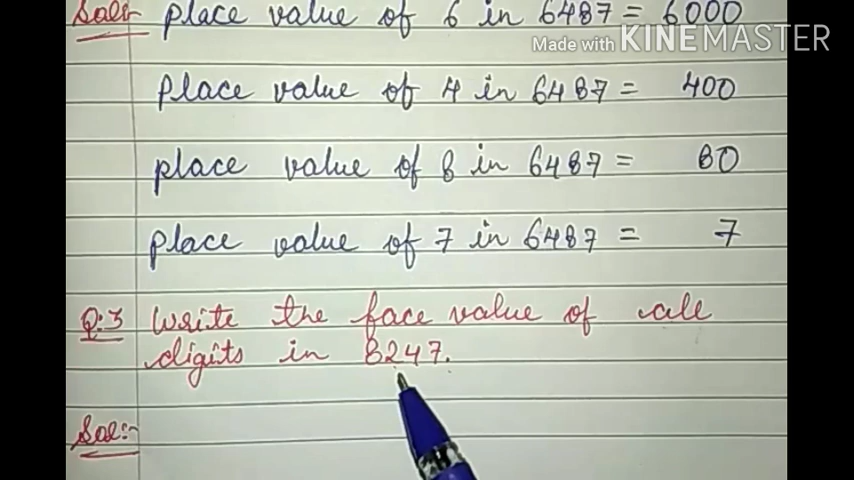 Sol:- place value of 6 in 6487 = 6000
Made with KINEMASTER
place value of 4 in 6487 = 400
place value of 8 in 6487 = 80
place value of 7 in 6487 = 7
Q:3 Write the face value of all
digits in 8247.
Sol:-